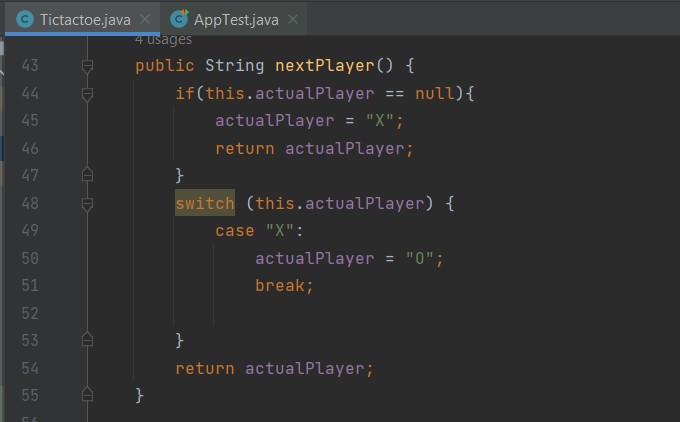 Tictactoe.java × AppTest.java ×
4 usages
43 public String nextPlayer() {
44 if(this.actualPlayer == null){
45 actualPlayer = "X";
46 return actualPlayer;
47 }
48 switch (this.actualPlayer) {
49 case "X":
50 actualPlayer = "O";
51 break;
52
53 }
54 return actualPlayer;
55 }